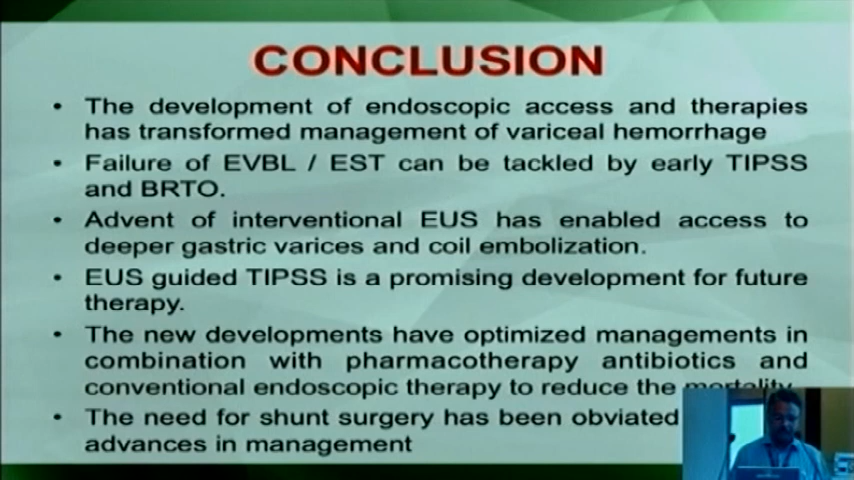 CONCLUSION
• The development of endoscopic access and therapies
has transformed management of variceal hemorrhage
• Failure of EVBL / EST can be tackled by early TIPSS
and BRTO.
• Advent of interventional EUS has enabled access to
deeper gastric varices and coil embolization.
• EUS guided TIPSS is a promising development for future
therapy.
• The new developments have optimized managements in
combination with pharmacotherapy antibiotics and
conventional endoscopic therapy to reduce the mortality.
• The need for shunt surgery has been obviated
advances in management